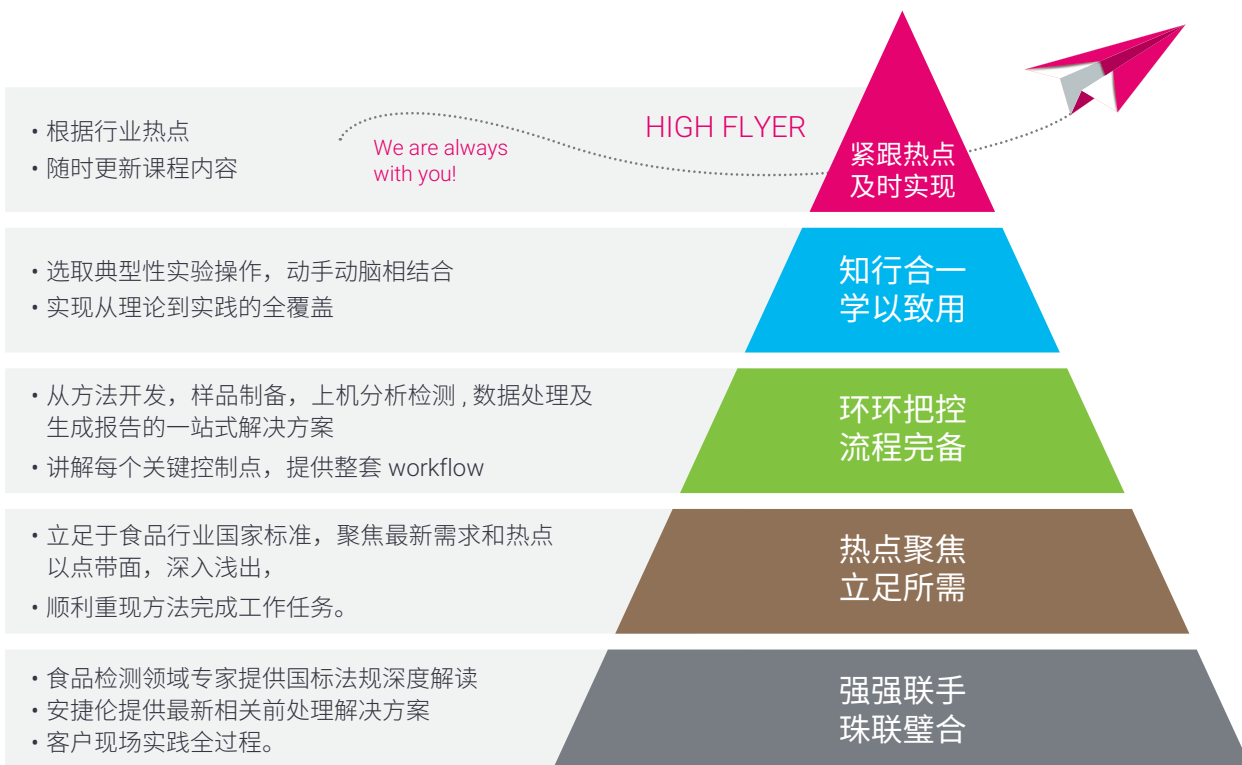 • 根据行业热点
• 随时更新课程内容
We are always
with you!
HIGH FLYER
紧跟热点
及时实现
• 选取典型性实验操作，动手动脑相结合
• 实现从理论到实践的全覆盖
知行合一
学以致用
• 从方法开发，样品制备，上机分析检测 , 数据处理及
生成报告的一站式解决方案
• 讲解每个关键控制点，提供整套 workflow
环环把控
流程完备
• 立足于食品行业国家标准，聚焦最新需求和热点
以点带面，深入浅出，
• 顺利重现方法完成工作任务。
热点聚焦
立足所需
• 食品检测领域专家提供国标法规深度解读
• 安捷伦提供最新相关前处理解决方案
• 客户现场实践全过程。
强强联手
珠联璧合